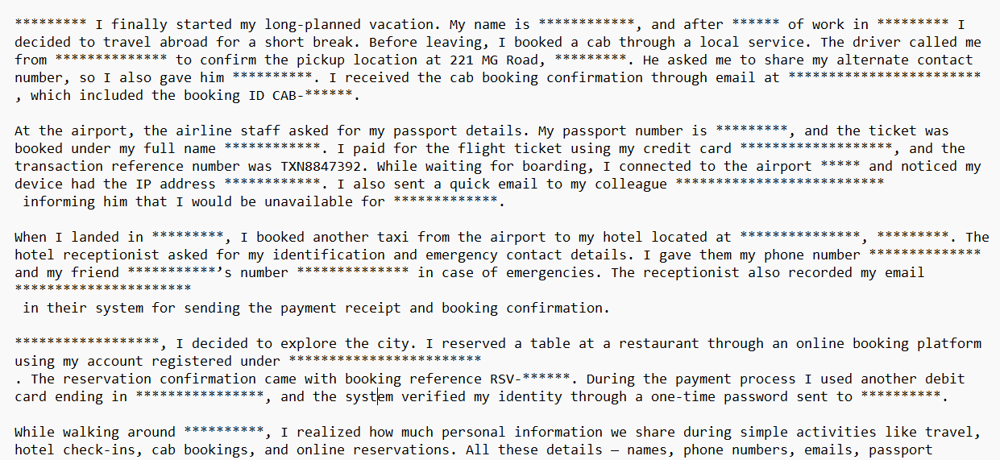 ********* I finally started my long-planned vacation. My name is ************, and after ****** of work in ********* I
decided to travel abroad for a short break. Before leaving, I booked a cab through a local service. The driver called me
from ************** to confirm the pickup location at 221 MG Road, *********. He asked me to share my alternate contact
number, so I also gave him **********. I received the cab booking confirmation through email at ************************
, which included the booking ID CAB-******.

At the airport, the airline staff asked for my passport details. My passport number is *********, and the ticket was
booked under my full name ************. I paid for the flight ticket using my credit card *******************, and the
transaction reference number was TXN8847392. While waiting for boarding, I connected to the airport ***** and noticed my
device had the IP address ************. I also sent a quick email to my colleague **************************
informing him that I would be unavailable for *************.

When I landed in *********, I booked another taxi from the airport to my hotel located at ***************, *********. The
hotel receptionist asked for my identification and emergency contact details. I gave them my phone number **************
and my friend ***********’s number ************** in case of emergencies. The receptionist also recorded my email
**********************
in their system for sending the payment receipt and booking confirmation.

******************, I decided to explore the city. I reserved a table at a restaurant through an online booking platform
using my account registered under ************************
. The reservation confirmation came with booking reference RSV-******. During the payment process I used another debit
card ending in ****************, and the system verified my identity through a one-time password sent to **********.

While walking around **********, I realized how much personal information we share during simple activities like travel,
hotel check-ins, cab bookings, and online reservations. All these details — names, phone numbers, emails, passport